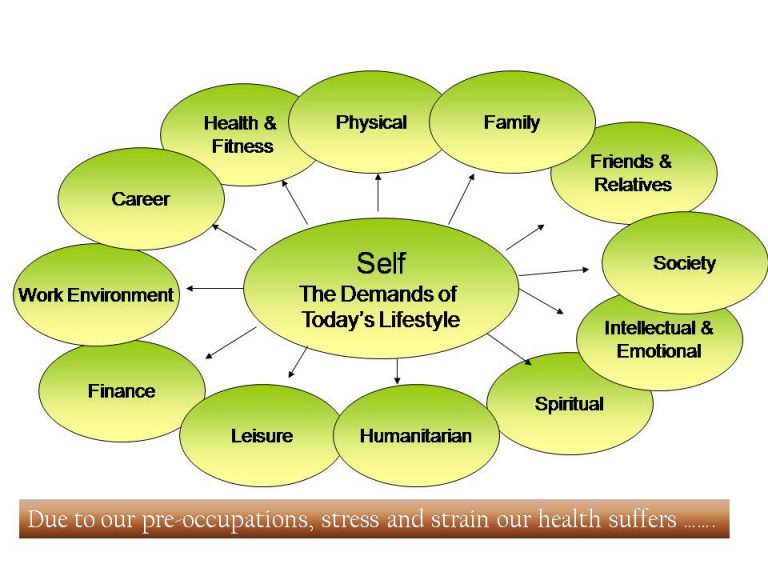 Health &
Fitness
Physical
Family
Friends &
Relatives
Career
Society
Self
The Demands of
Today's Lifestyle
Work Environment
Intellectual &
Emotional
Finance
Spiritual
Leisure
Humanitarian
Due to our pre-occupations, stress and strain our health suffers …….